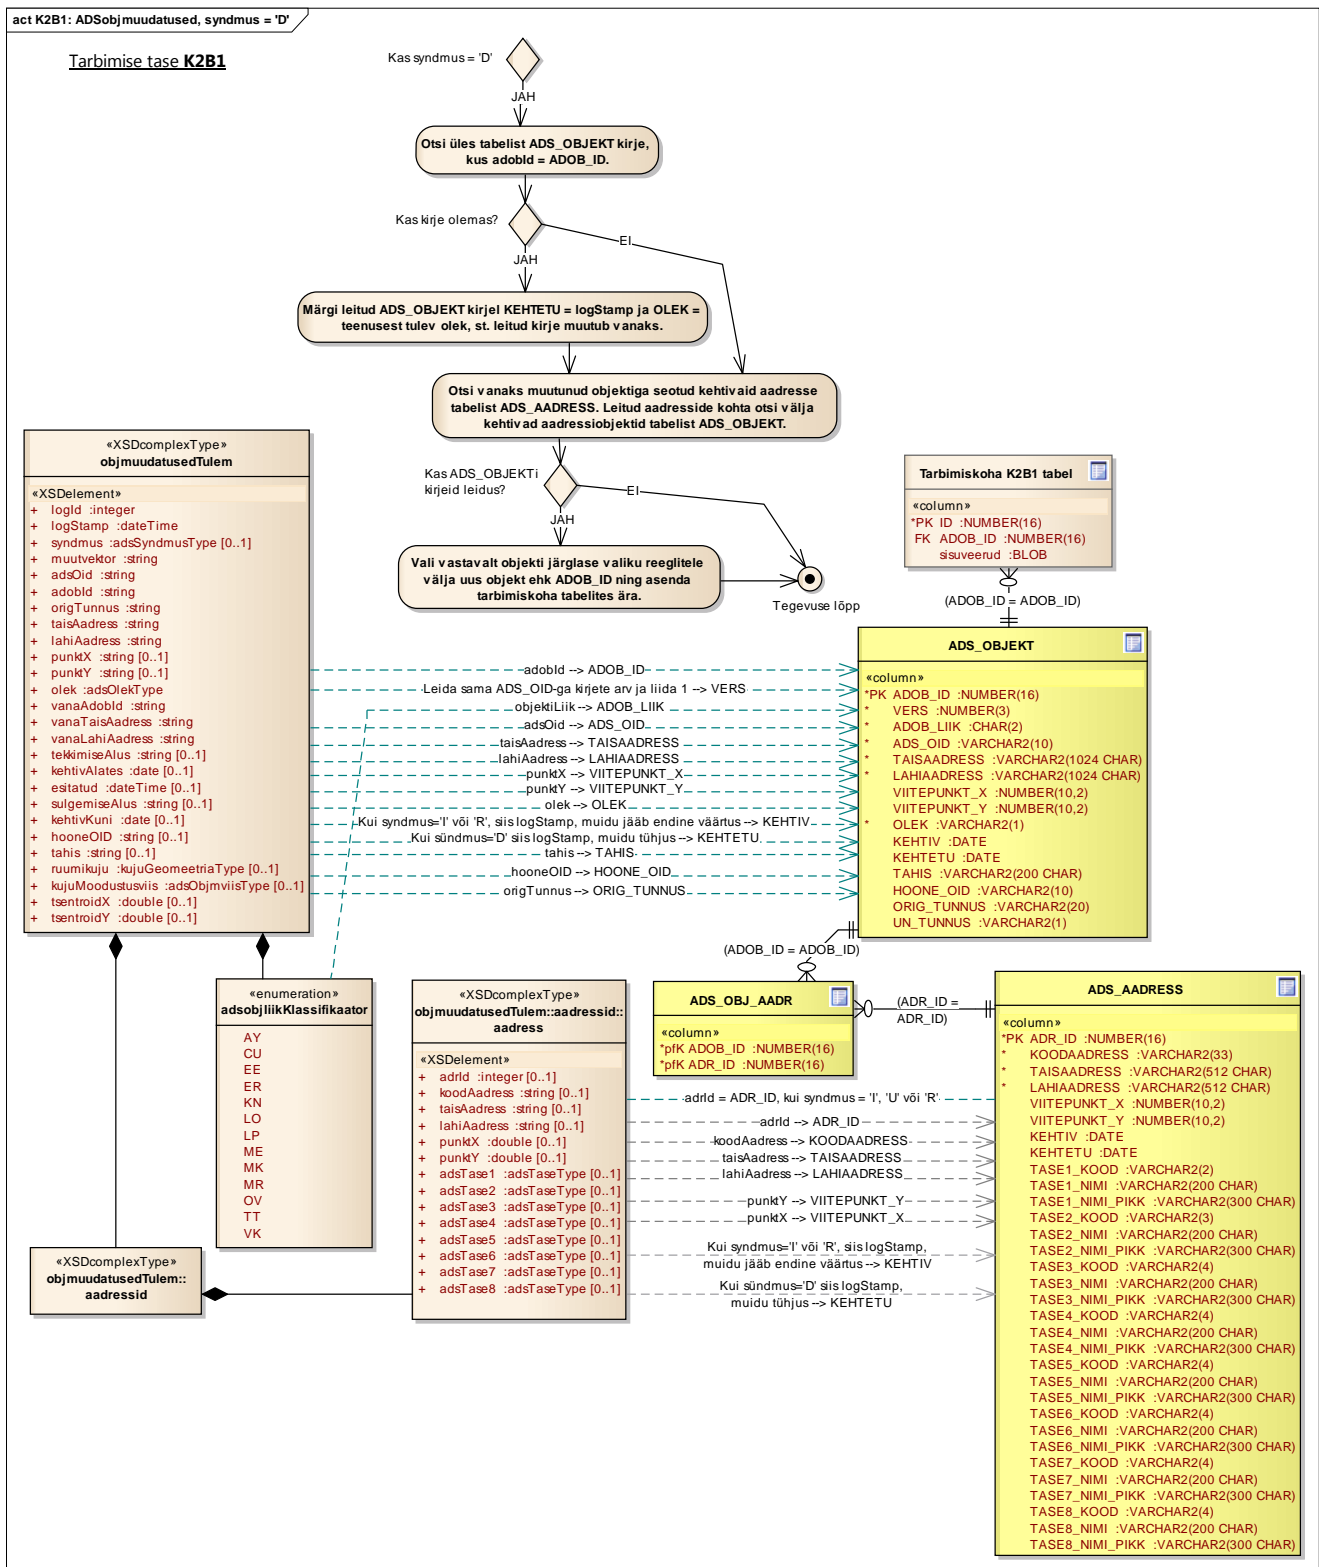 act K2B1: ADSobjmuudatused, syndmus = 'D'
Tarbimise tase K2B1
Kas syndmus = 'D'
JAH
Otsi üles tabelist ADS_OBJEKT kirje,
kus adobId = ADOB_ID.
Kas kirje olemas?
EI
JAH
Märgi leitud ADS_OBJEKT kirjel KEHTETU = logStamp ja OLEK =
teenusest tulev olek, st. leitud kirje muutub vanaks.
Otsi vanaks muutunud objektiga seotud kehtivaid aadresse
tabelist ADS_AADRESS. Leitud aadresside kohta otsi välja
kehtivad aadressiobjektid tabelist ADS_OBJEKT.
Kas ADS_OBJEKTi
kirjeid leidus?
EI
JAH
Vali vastavalt objekti järglase valiku reeglitele
välja uus objekt ehk ADOB_ID ning asenda
tarbimiskoha tabelites ära.
Tegevuse lõpp
«XSDcomplexType»
objmuudatusedTulem
«XSDelement»
+ logId :integer
+ logStamp :dateTime
+ syndmus :adsSyndmusType [0..1]
+ muutvektor :string
+ adsOid :string
+ adobId :string
+ origTunnus :string
+ taisAadress :string
+ lahiAadress :string
+ punktX :string [0..1]
+ punktY :string [0..1]
+ olek :adsOlekType
+ vanaAdobId :string
+ vanaTaisAadress :string
+ vanaLahiAadress :string
+ tekkimiseAlus :string [0..1]
+ kehtivAlates :date [0..1]
+ esitatud :dateTime [0..1]
+ sulgemiseAlus :string [0..1]
+ kehtivKuni :date [0..1]
+ hooneOID :string [0..1]
+ tahis :string [0..1]
+ ruumikuju :kujuGeomeetriaType [0..1]
+ kujuMoodustusviis :adsObjmviisType [0..1]
+ tsentroidX :double [0..1]
+ tsentroidY :double [0..1]
Tarbimiskoha K2B1 tabel
«column»
*PK ID :NUMBER(16)
FK ADOB_ID :NUMBER(16)
sisuveerud :BLOB
(ADOB_ID = ADOB_ID)
adobId --> ADOB_ID
Leida sama ADS_OID-ga kirjete arv ja liida 1 --> VERS
objektiLiik --> ADOB_LIIK
adsOid --> ADS_OID
taisAadress --> TAISAADRESS
lahiAadress --> LAHIAADRESS
punktX --> VIITEPUNKT_X
punktY --> VIITEPUNKT_Y
olek --> OLEK
Kui syndmus='I' või 'R', siis logStamp, muidu jääb endine väärtus --> KEHTIV
Kui sündmus='D' siis logStamp, muidu tühjus --> KEHTETU
tahis --> TAHIS
hooneOID --> HOONE_OID
origTunnus --> ORIG_TUNNUS
ADS_OBJEKT
«column»
*PK ADOB_ID :NUMBER(16)
* VERS :NUMBER(3)
* ADOB_LIIK :CHAR(2)
* ADS_OID :VARCHAR2(10)
* TAISAADRESS :VARCHAR2(1024 CHAR)
* LAHIAADRESS :VARCHAR2(1024 CHAR)
VIITEPUNKT_X :NUMBER(10,2)
VIITEPUNKT_Y :NUMBER(10,2)
* OLEK :VARCHAR2(1)
KEHTIV :DATE
KEHTETU :DATE
TAHIS :VARCHAR2(200 CHAR)
HOONE_OID :VARCHAR2(10)
ORIG_TUNNUS :VARCHAR2(20)
UN_TUNNUS :VARCHAR2(1)
(ADOB_ID = ADOB_ID)
«enumeration»
adsobjliikKlassifikaator
AY
CU
EE
ER
KN
LO
LP
ME
MK
MR
OV
TT
VK
«XSDcomplexType»
objmuudatusedTulem::
aadressid
«XSDcomplexType»
objmuudatusedTulem::aadressid::
aadress
«XSDelement»
+ adrId :integer [0..1]
+ koodAadress :string [0..1]
+ taisAadress :string [0..1]
+ lahiAadress :string [0..1]
+ punktX :double [0..1]
+ punktY :double [0..1]
+ adsTase1 :adsTaseType [0..1]
+ adsTase2 :adsTaseType [0..1]
+ adsTase3 :adsTaseType [0..1]
+ adsTase4 :adsTaseType [0..1]
+ adsTase5 :adsTaseType [0..1]
+ adsTase6 :adsTaseType [0..1]
+ adsTase7 :adsTaseType [0..1]
+ adsTase8 :adsTaseType [0..1]
ADS_OBJ_AADR
«column»
*pfK ADOB_ID :NUMBER(16)
*pfK ADR_ID :NUMBER(16)
(ADR_ID =
ADR_ID)
adrId = ADR_ID, kui syndmus = 'I', 'U' või 'R'
adrId --> ADR_ID
koodAadress --> KOODAADRESS
taisAadress --> TAISAADRESS
lahiAadress --> LAHIAADRESS
punktY --> VIITEPUNKT_Y
punktX --> VIITEPUNKT_X
Kui syndmus='I' või 'R', siis logStamp,
muidu jääb endine väärtus --> KEHTIV
Kui sündmus='D' siis logStamp,
muidu tühjus --> KEHTETU
ADS_AADRESS
«column»
*PK ADR_ID :NUMBER(16)
* KOODAADRESS :VARCHAR2(33)
* TAISAADRESS :VARCHAR2(512 CHAR)
* LAHIAADRESS :VARCHAR2(512 CHAR)
VIITEPUNKT_X :NUMBER(10,2)
VIITEPUNKT_Y :NUMBER(10,2)
KEHTIV :DATE
KEHTETU :DATE
TASE1_KOOD :VARCHAR2(2)
TASE1_NIMI :VARCHAR2(200 CHAR)
TASE1_NIMI_PIKK :VARCHAR2(300 CHAR)
TASE2_KOOD :VARCHAR2(3)
TASE2_NIMI :VARCHAR2(200 CHAR)
TASE2_NIMI_PIKK :VARCHAR2(300 CHAR)
TASE3_KOOD :VARCHAR2(4)
TASE3_NIMI :VARCHAR2(200 CHAR)
TASE3_NIMI_PIKK :VARCHAR2(300 CHAR)
TASE4_KOOD :VARCHAR2(4)
TASE4_NIMI :VARCHAR2(200 CHAR)
TASE4_NIMI_PIKK :VARCHAR2(300 CHAR)
TASE5_KOOD :VARCHAR2(4)
TASE5_NIMI :VARCHAR2(200 CHAR)
TASE5_NIMI_PIKK :VARCHAR2(300 CHAR)
TASE6_KOOD :VARCHAR2(4)
TASE6_NIMI :VARCHAR2(200 CHAR)
TASE6_NIMI_PIKK :VARCHAR2(300 CHAR)
TASE7_KOOD :VARCHAR2(4)
TASE7_NIMI :VARCHAR2(200 CHAR)
TASE7_NIMI_PIKK :VARCHAR2(300 CHAR)
TASE8_KOOD :VARCHAR2(4)
TASE8_NIMI :VARCHAR2(200 CHAR)
TASE8_NIMI_PIKK :VARCHAR2(300 CHAR)